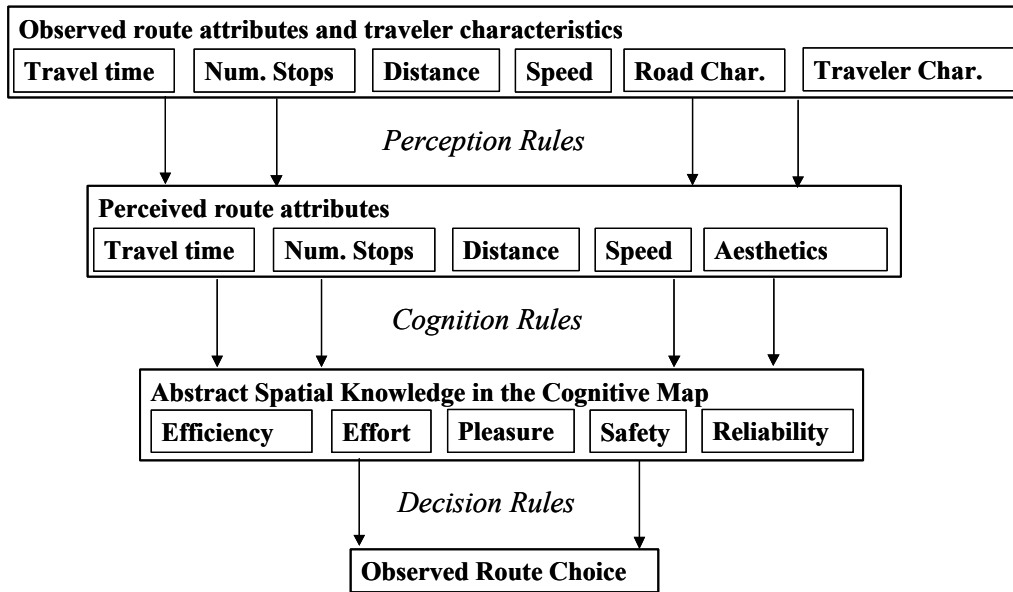 Observed route attributes and traveler characteristics
Travel time Num. Stops Distance Speed Road Char. Traveler Char.
Perception Rules
Perceived route attributes
Travel time Num. Stops Distance Speed Aesthetics
Cognition Rules
Abstract Spatial Knowledge in the Cognitive Map
Efficiency Effort Pleasure Safety Reliability
Decision Rules
Observed Route Choice